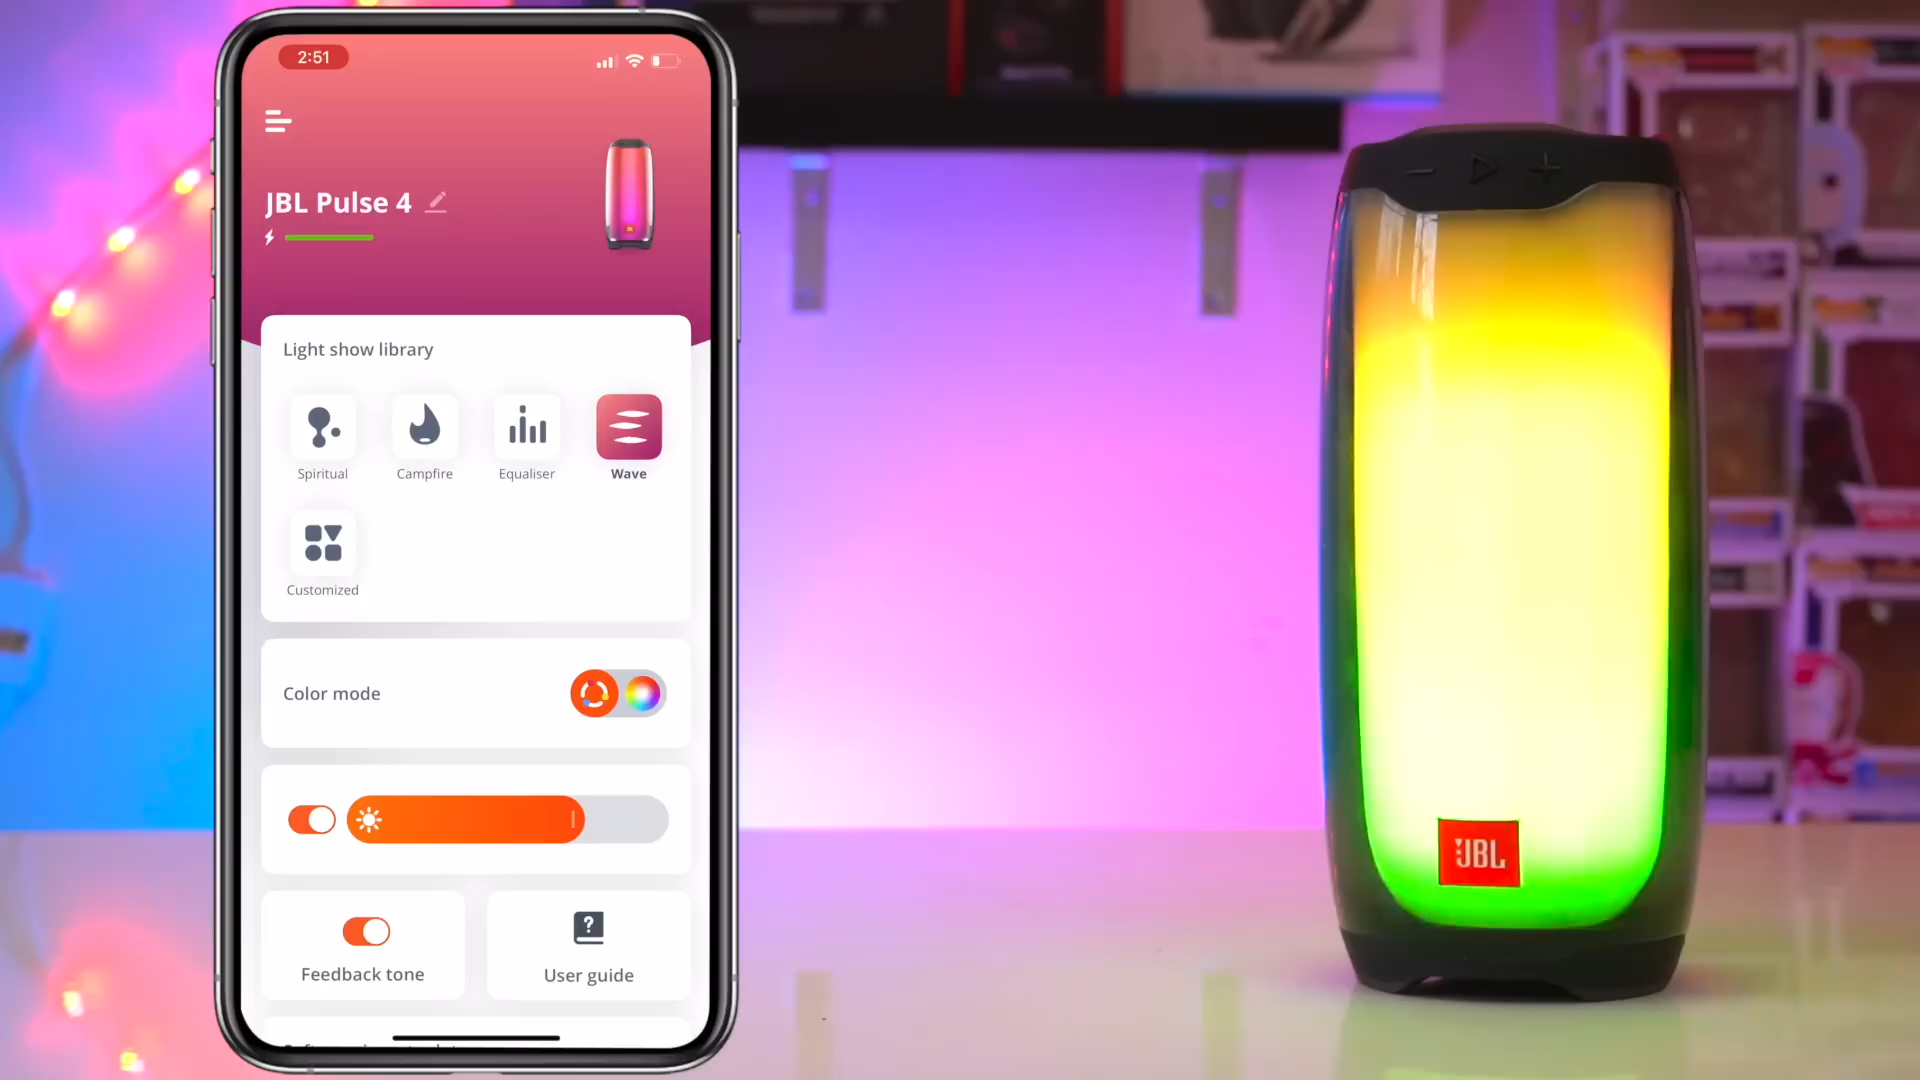 2:51
JBL Pulse 4
Light show library
Spiritual
Campfire
Equaliser
Wave
Customized
Color mode
Feedback tone
User guide
JBL